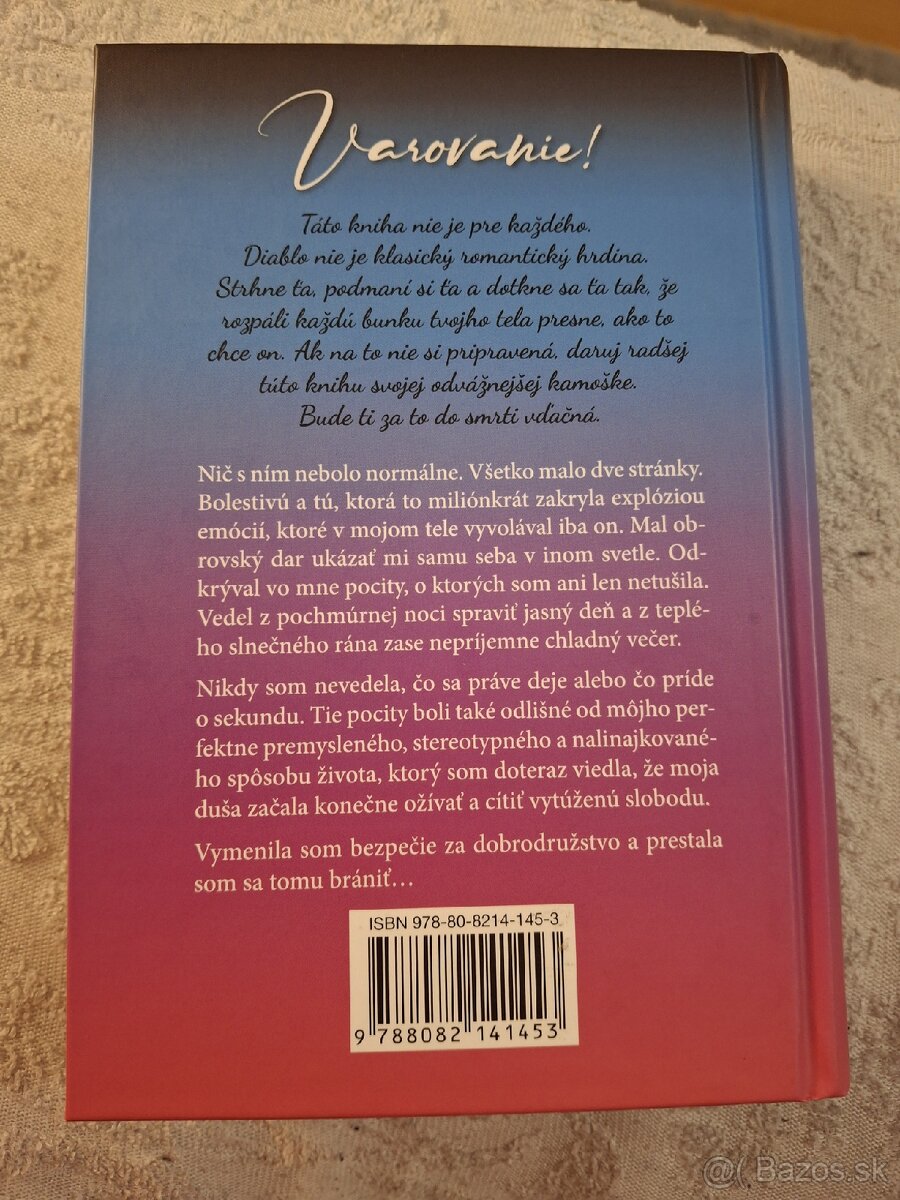 Varovanie!
Táto kniha nie je pre každého.
Diablo nie je klasický romantický hrdina.
Strhne ťa, podmaní si ťa a dotkne sa ťa tak, že
rozpáli každú bunku tvojho tela presne, ako to
chce on. Ak na to nie si pripravená, daruj radšej
túto knihu svojej odvážnejšej kamoške.
Bude ti za to do smrti vďačná.
Nič s ním nebolo normálne. Všetko malo dve stránky.
Bolestivú a tú, ktorá to miliónkrát zakryla explóziou
emócií, ktoré v mojom tele vyvolával iba on. Mal ob-
rovský dar ukázať mi samu seba v inom svetle. Od-
krýval vo mne pocity, o ktorých som ani len netušila.
Vedel z pochmúrnej noci spraviť jasný deň a z teplé-
ho slnečného rána zase nepríjemne chladný večer.
Nikdy som nevedela, čo sa práve deje alebo čo príde
o sekundu. Tie pocity boli také odlišné od môjho per-
fektne premysleného, stereotypného a nalinajkované-
ho spôsobu života, ktorý som doteraz viedla, že moja
duša začala konečne ožívať a cítiť vytúženú slobodu.
Vymenila som bezpečie za dobrodružstvo a prestala
som sa tomu brániť…
ISBN 978-80-8214-145-3
9 788082 141453
@( Bazos.sk